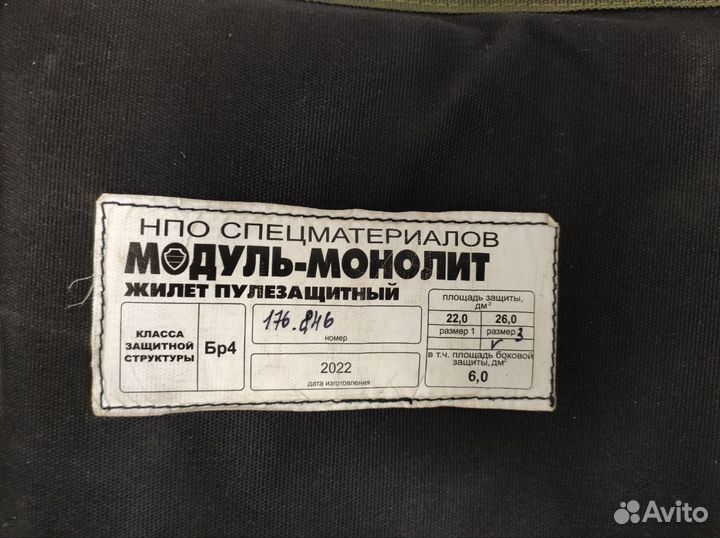 НПО СПЕЦМАТЕРИАЛОВ
МОДУЛЬ-МОНОЛИТ
ЖИЛЕТ ПУЛЕЗАЩИТНЫЙ
КЛАССА
ЗАЩИТНОЙ
СТРУКТУРЫ
Бр4
176.846
номер
2022
дата изготовления
площадь защиты,
дм²
22,0 26,0
размер 1 размер 3
в т.ч. площадь боковой
защиты, дм²
6,0
Avito